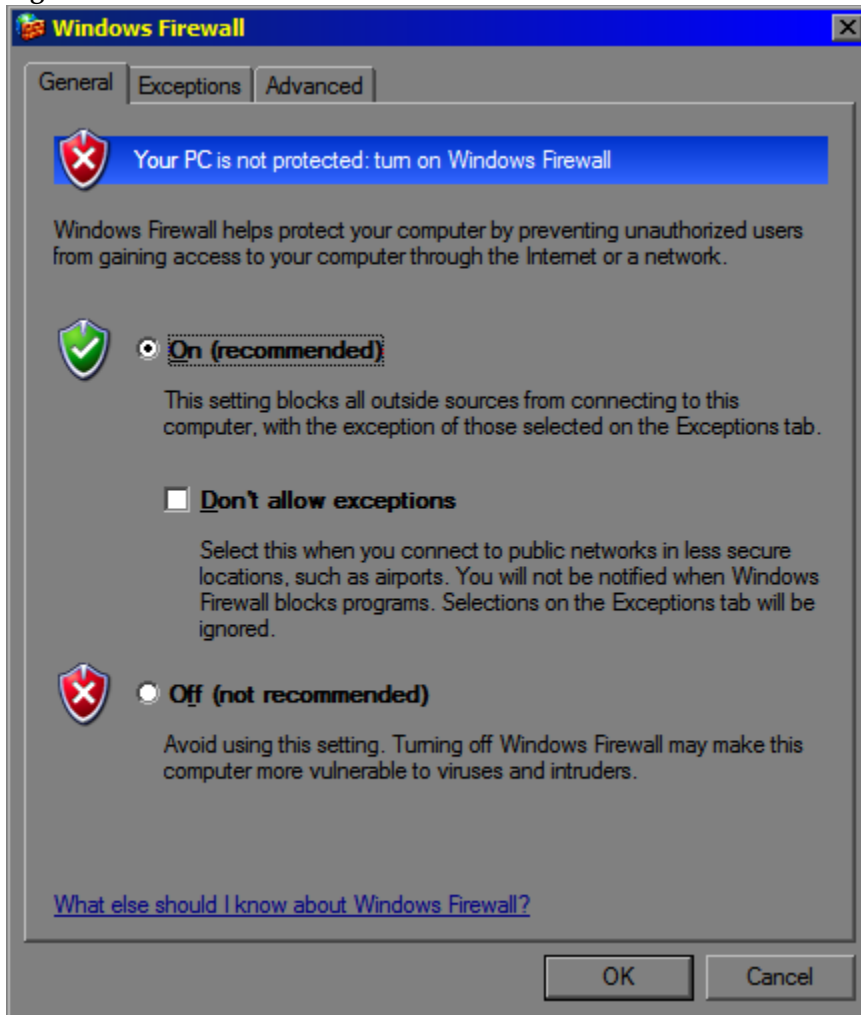 Windows Firewall
General Exceptions Advanced
Your PC is not protected: turn on Windows Firewall
Windows Firewall helps protect your computer by preventing unauthorized users
from gaining access to your computer through the Internet or a network.
On (recommended)
This setting blocks all outside sources from connecting to this
computer, with the exception of those selected on the Exceptions tab.
Don't allow exceptions
Select this when you connect to public networks in less secure
locations, such as airports. You will not be notified when Windows
Firewall blocks programs. Selections on the Exceptions tab will be
ignored.
Off (not recommended)
Avoid using this setting. Turning off Windows Firewall may make this
computer more vulnerable to viruses and intruders.
What else should I know about Windows Firewall?
OK Cancel